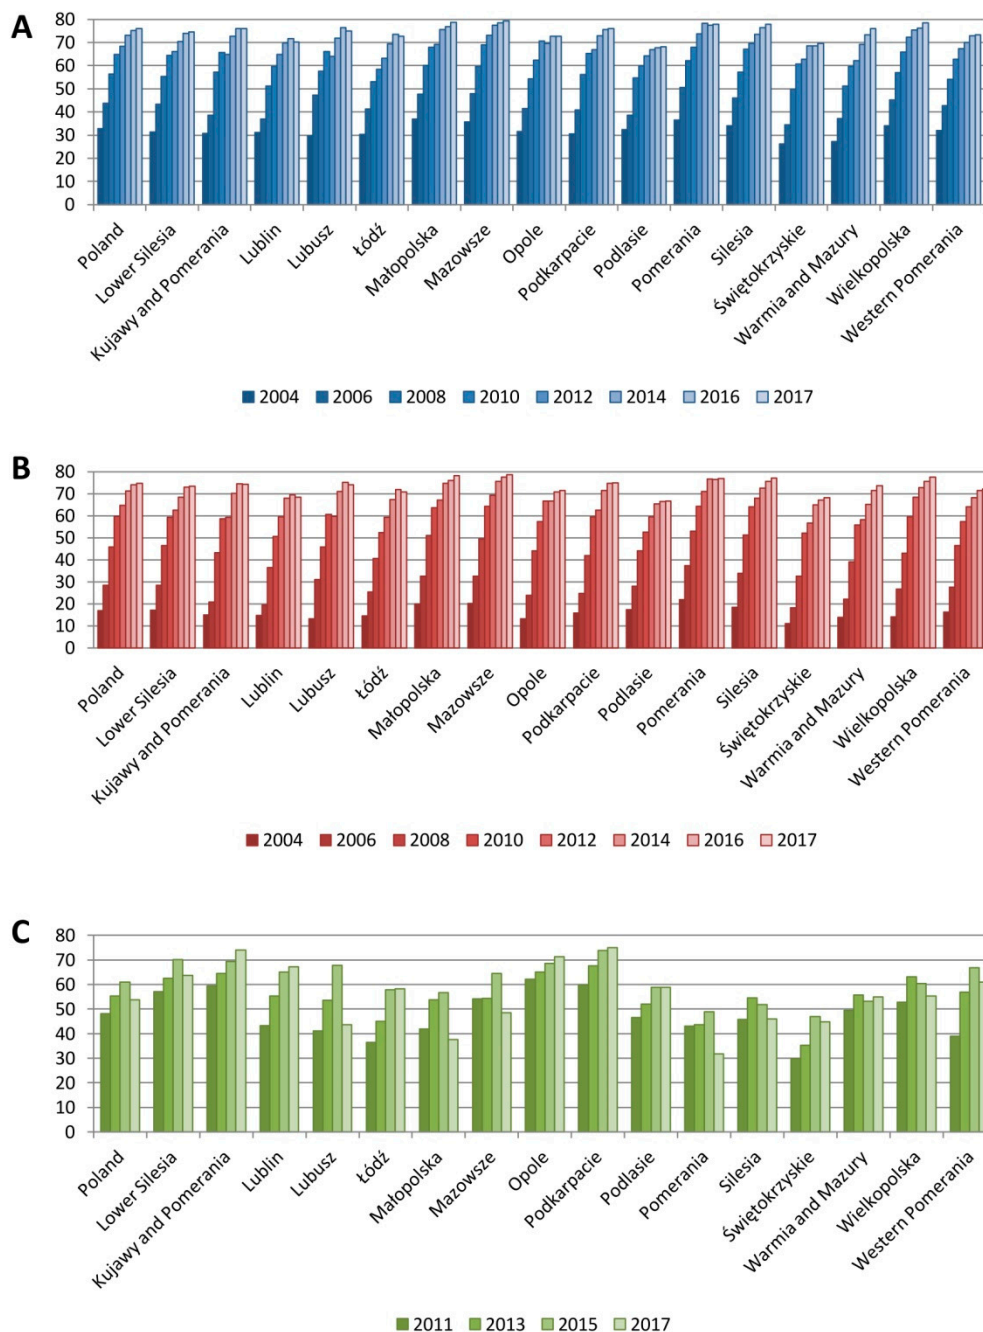 A
80
70
60
50
40
30
20
10
0
Poland
Lower Silesia
Kujawy and Pomerania
Lublin
Lubusz
Łódź
Małopolska
Mazowsze
Opole
Podkarpacie
Podlasie
Pomerania
Silesia
Świętokrzyskie
Warmia and Mazury
Wielkopolska
Western Pomerania
2004 2006 2008 2010 2012 2014 2016 2017
B
80
70
60
50
40
30
20
10
0
Poland
Lower Silesia
Kujawy and Pomerania
Lublin
Lubusz
Łódź
Małopolska
Mazowsze
Opole
Podkarpacie
Podlasie
Pomerania
Silesia
Świętokrzyskie
Warmia and Mazury
Wielkopolska
Western Pomerania
2004 2006 2008 2010 2012 2014 2016 2017
C
80
70
60
50
40
30
20
10
0
Poland
Lower Silesia
Kujawy and Pomerania
Lublin
Lubusz
Łódź
Małopolska
Mazowsze
Opole
Podkarpacie
Podlasie
Pomerania
Silesia
Świętokrzyskie
Warmia and Mazury
Wielkopolska
Western Pomerania
2011 2013 2015 2017